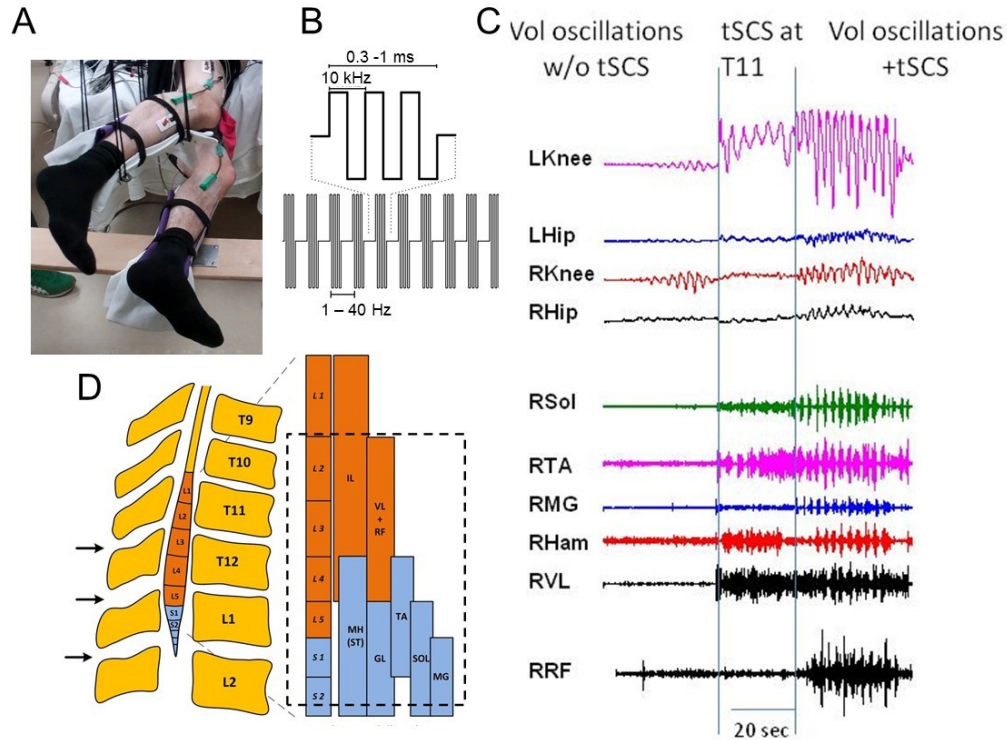 A
B
0.3 -1 ms
10 kHz
1 – 40 Hz
C
Vol oscillations
w/o tSCS
tSCS at
T11
Vol oscillations
+tSCS
LKnee
LHip
RKnee
RHip
RSol
RTA
RMG
RHam
RVL
RRF
20 sec
D
T9
T10
T11
T12
L1
L2
L1
L2
L3
L4
L5
S1
S2
L 1
L 2
L 3
L 4
L 5
S 1
S 2
IL
VL
+
RF
MH
(ST)
GL
TA
SOL
MG